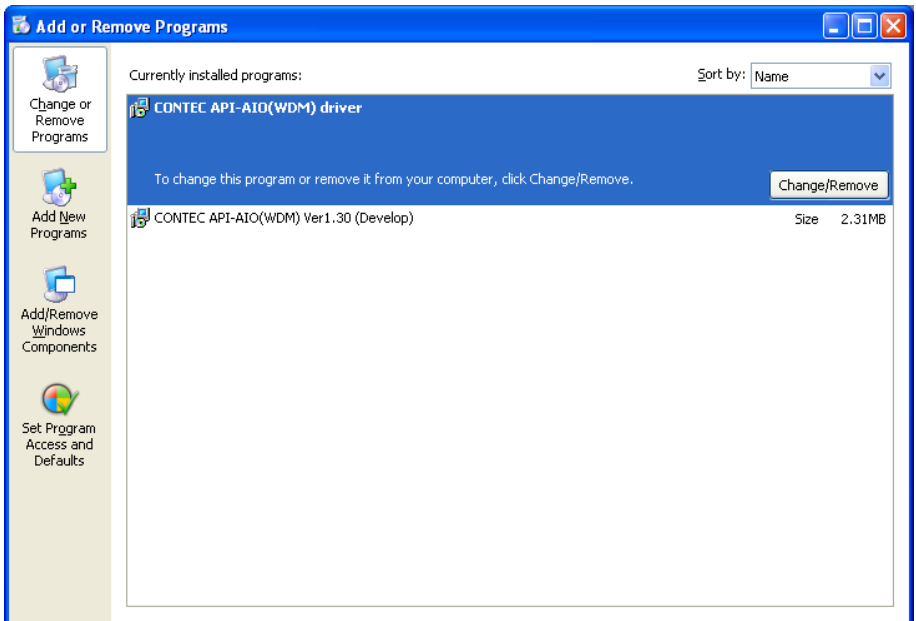 Add or Remove Programs
Change or
Remove
Programs
Add New
Programs
Add/Remove
Windows
Components
Set Program
Access and
Defaults
Currently installed programs:
Sort by: Name
CONTEC API-AIO(WDM) driver
To change this program or remove it from your computer, click Change/Remove.
Change/Remove
CONTEC API-AIO(WDM) Ver1.30 (Develop) Size 2.31MB